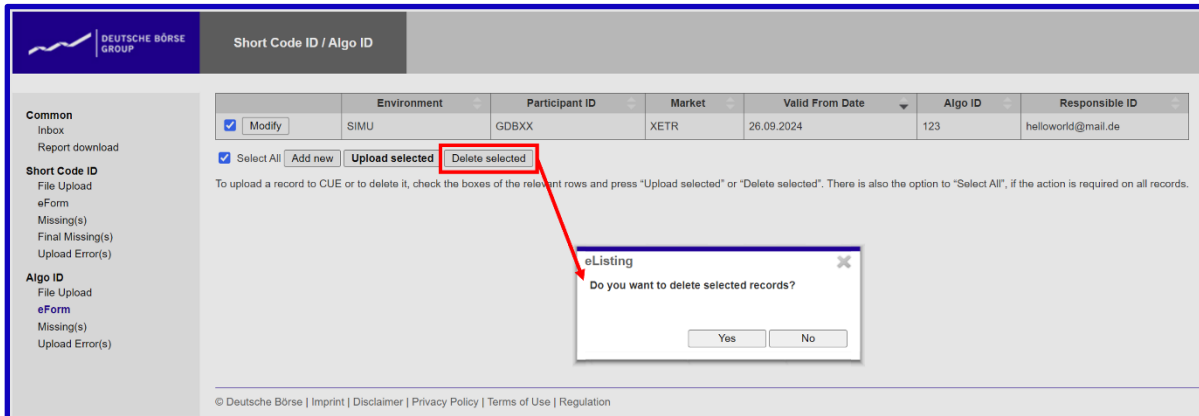 DEUTSCHE BÖRSE
GROUP
Short Code ID / Algo ID
Common
Inbox
Report download
Short Code ID
File Upload
eForm
Missing(s)
Final Missing(s)
Upload Error(s)
Algo ID
File Upload
eForm
Missing(s)
Upload Error(s)
Environment Participant ID Market Valid From Date Algo ID Responsible ID
Modify SIMU GDBXX XETR 26.09.2024 123 helloworld@mail.de
Select All Add new Upload selected Delete selected
To upload a record to CUE or to delete it, check the boxes of the relevant rows and press “Upload selected” or “Delete selected”. There is also the option to “Select All”, if the action is required on all records.
eListing
Do you want to delete selected records?
Yes No
© Deutsche Börse | Imprint | Disclaimer | Privacy Policy | Terms of Use | Regulation